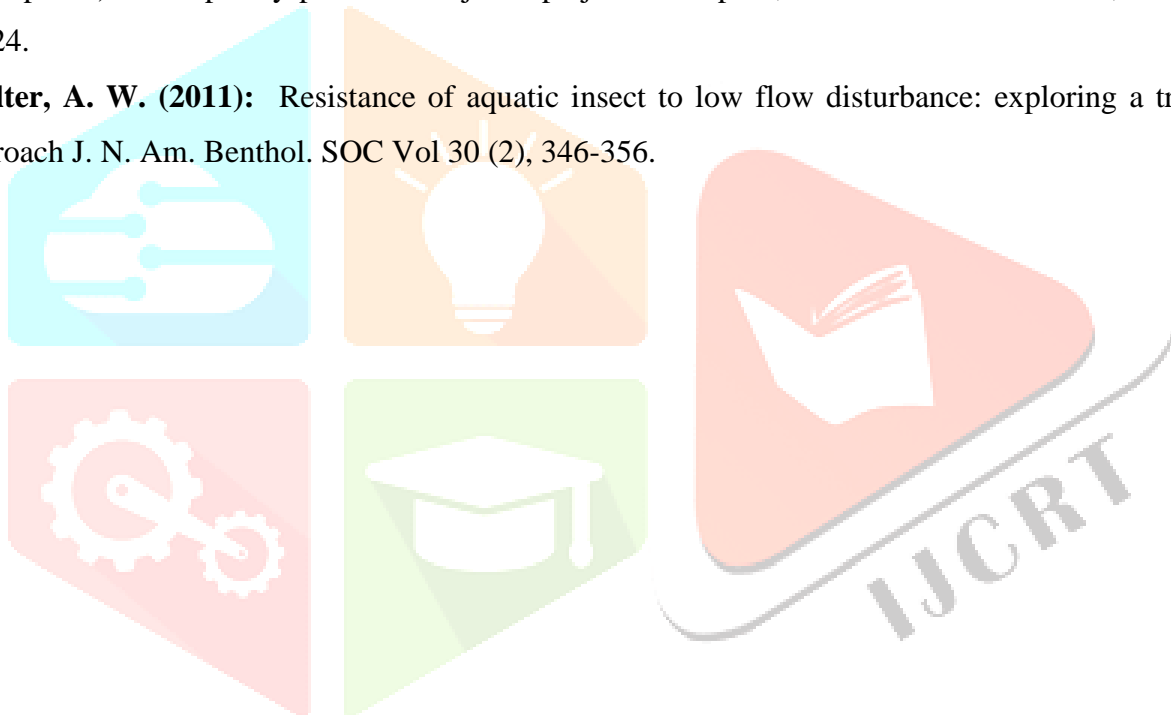 24.
lter, A. W. (2011): Resistance of aquatic insect to low flow disturbance: exploring a tr
roach J. N. Am. Benthol. SOC Vol 30 (2), 346-356.
IJCRT